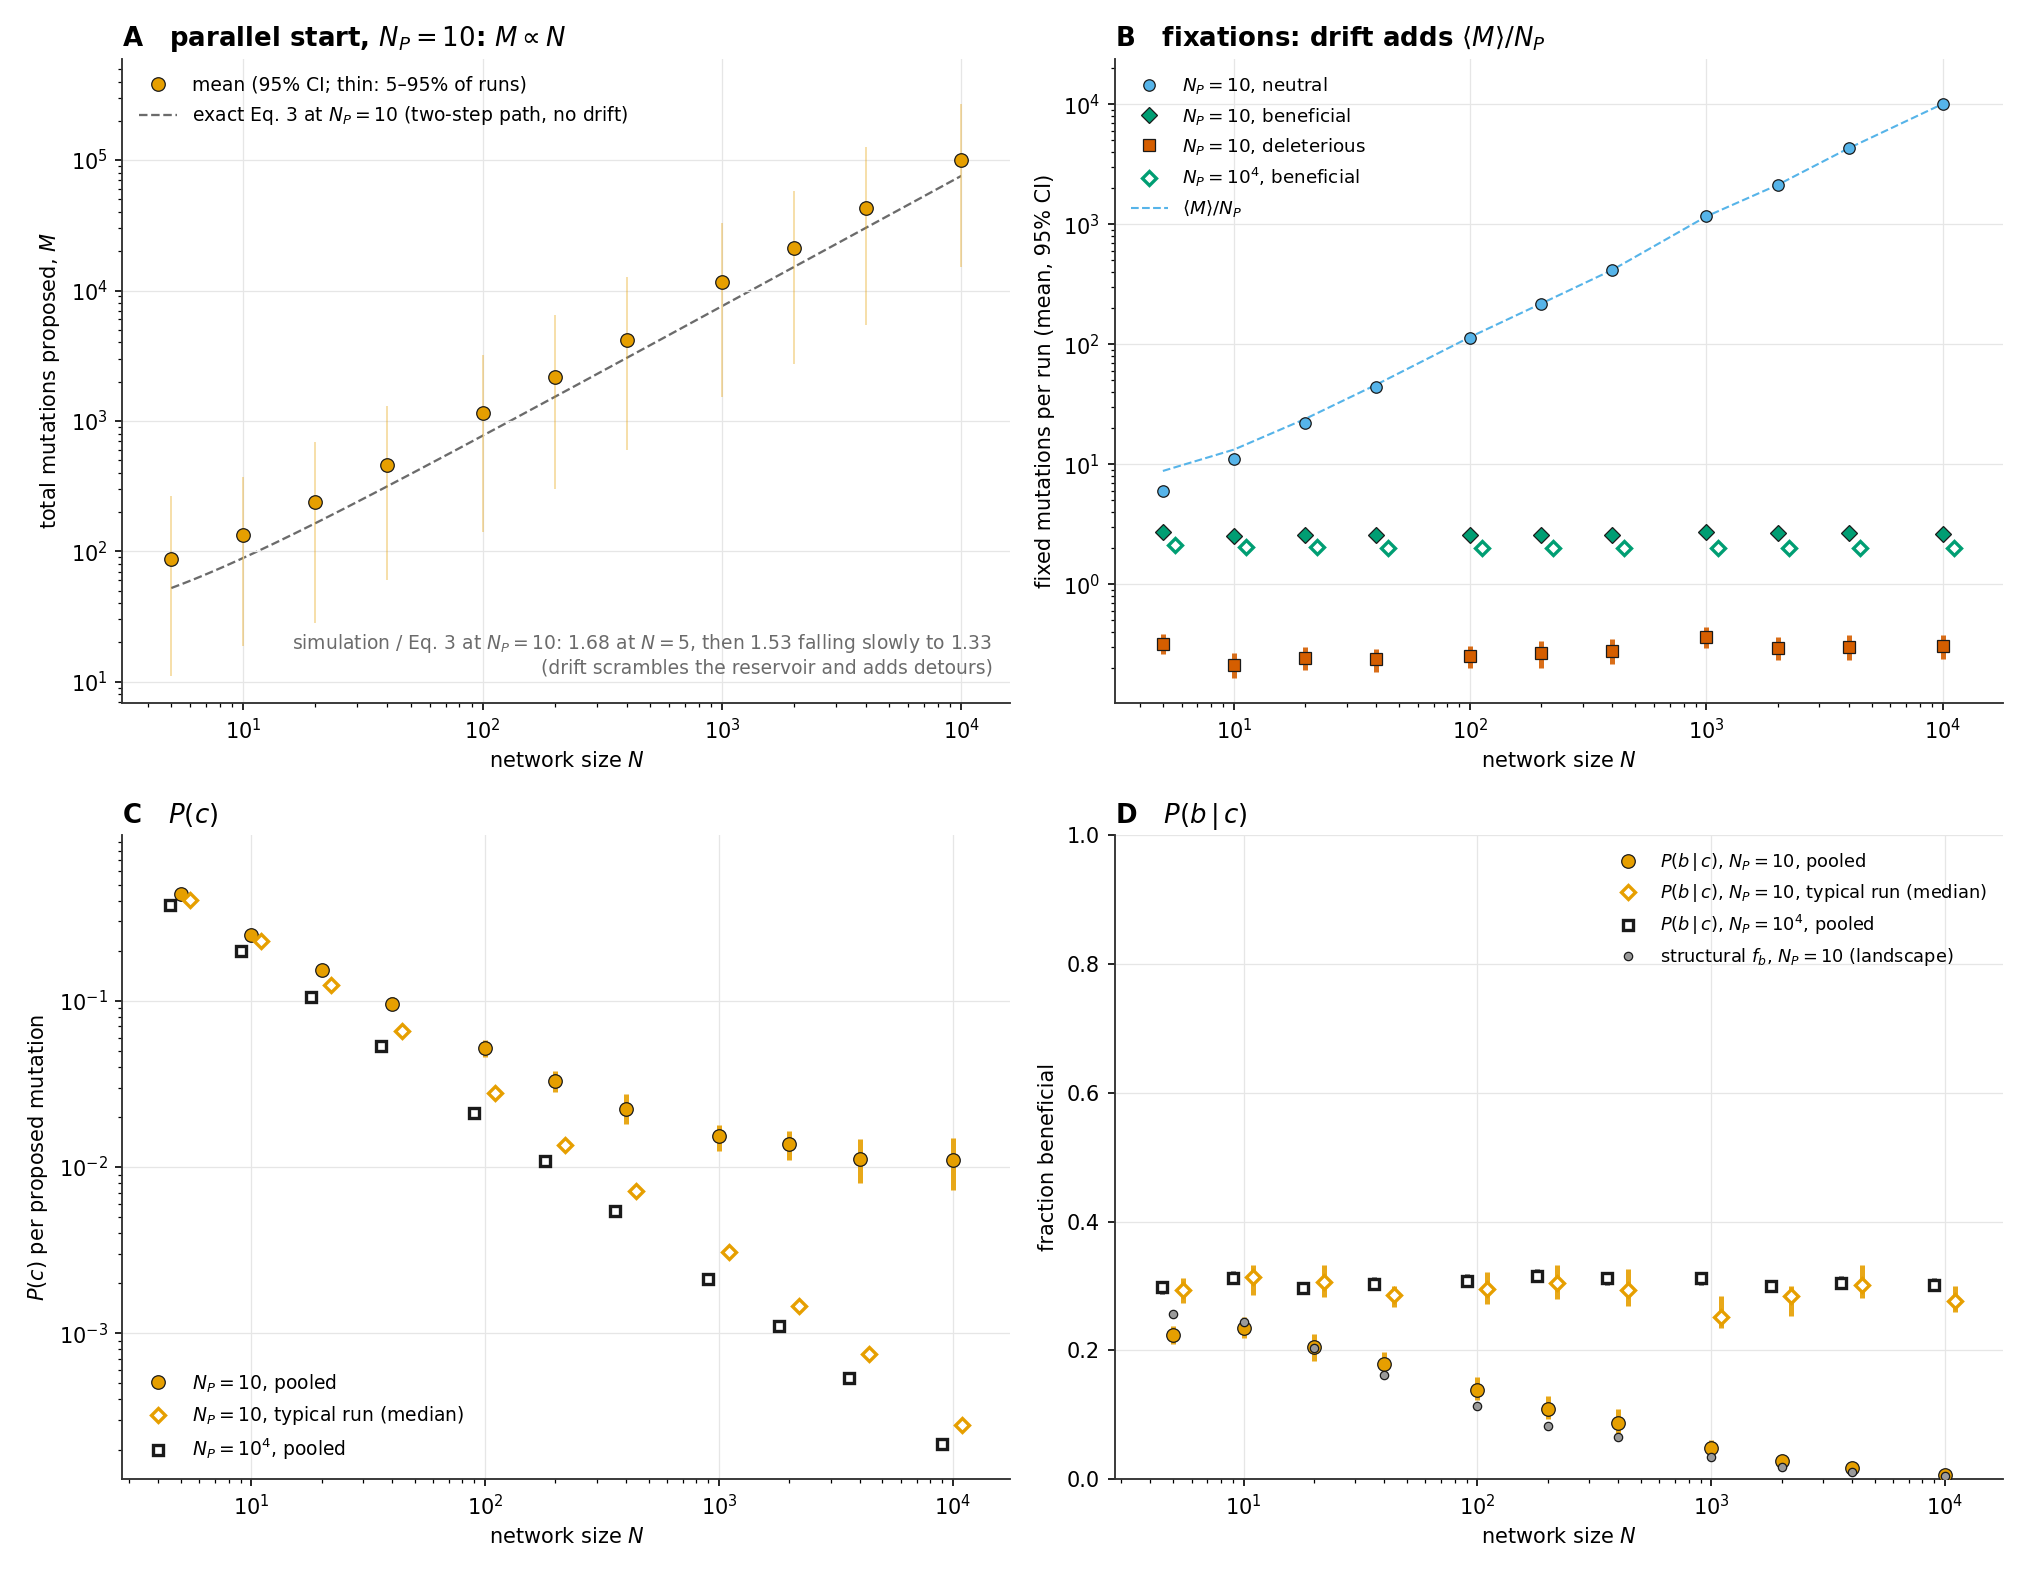 A parallel start, N_P = 10: M ∝ N
mean (95% CI; thin: 5–95% of runs)
exact Eq. 3 at N_P = 10 (two-step path, no drift)
total mutations proposed, M
10^5
10^4
10^3
10^2
10^1
simulation / Eq. 3 at N_P = 10: 1.68 at N = 5, then 1.53 falling slowly to 1.33
(drift scrambles the reservoir and adds detours)
10^1 10^2 10^3 10^4
network size N
B fixations: drift adds ⟨M⟩/N_P
N_P = 10, neutral
N_P = 10, beneficial
N_P = 10, deleterious
N_P = 10^4, beneficial
⟨M⟩/N_P
fixed mutations per run (mean, 95% CI)
10^4
10^3
10^2
10^1
10^0
10^1 10^2 10^3 10^4
network size N
C P(c)
P(c) per proposed mutation
10^−1
10^−2
10^−3
N_P = 10, pooled
N_P = 10, typical run (median)
N_P = 10^4, pooled
10^1 10^2 10^3 10^4
network size N
D P(b | c)
P(b | c), N_P = 10, pooled
P(b | c), N_P = 10, typical run (median)
P(b | c), N_P = 10^4, pooled
structural f_b, N_P = 10 (landscape)
fraction beneficial
1.0
0.8
0.6
0.4
0.2
0.0
10^1 10^2 10^3 10^4
network size N